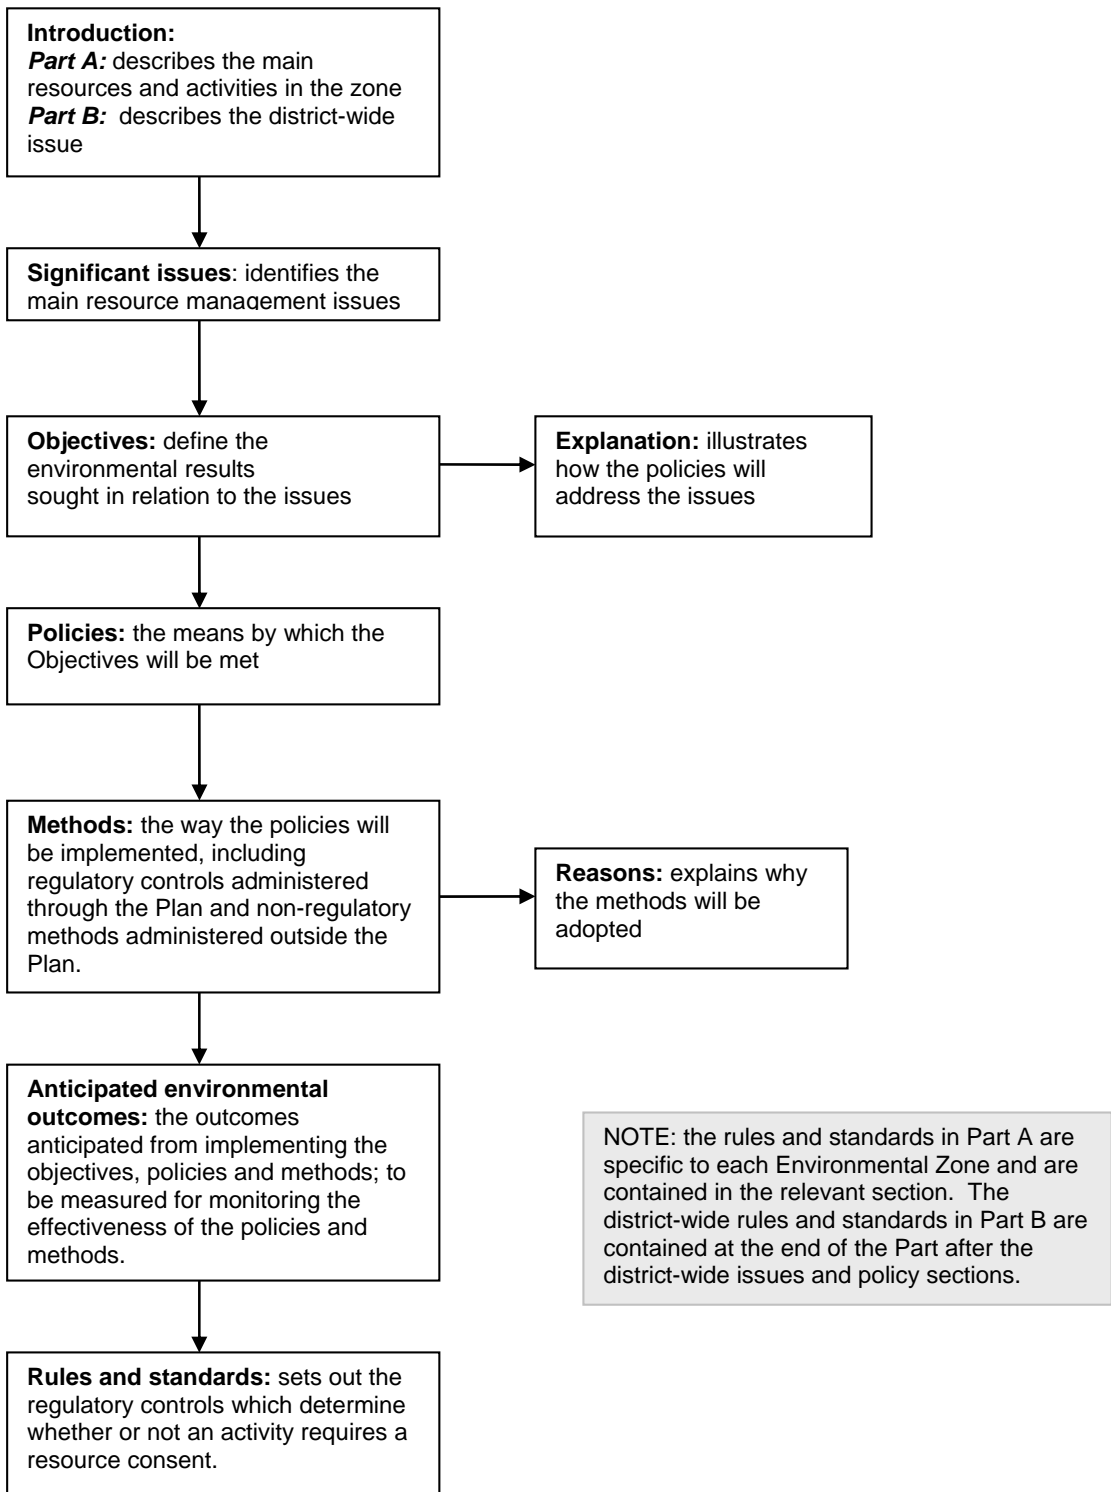 Introduction:
Part A: describes the main
resources and activities in the zone
Part B: describes the district-wide
issue
Significant issues: identifies the
main resource management issues
Objectives: define the
environmental results
sought in relation to the issues
Explanation: illustrates
how the policies will
address the issues
Policies: the means by which the
Objectives will be met
Methods: the way the policies will
be implemented, including
regulatory controls administered
through the Plan and non-regulatory
methods administered outside the
Plan.
Reasons: explains why
the methods will be
adopted
Anticipated environmental
outcomes: the outcomes
anticipated from implementing the
objectives, policies and methods; to
be measured for monitoring the
effectiveness of the policies and
methods.
NOTE: the rules and standards in Part A are
specific to each Environmental Zone and are
contained in the relevant section. The
district-wide rules and standards in Part B are
contained at the end of the Part after the
district-wide issues and policy sections.
Rules and standards: sets out the
regulatory controls which determine
whether or not an activity requires a
resource consent.